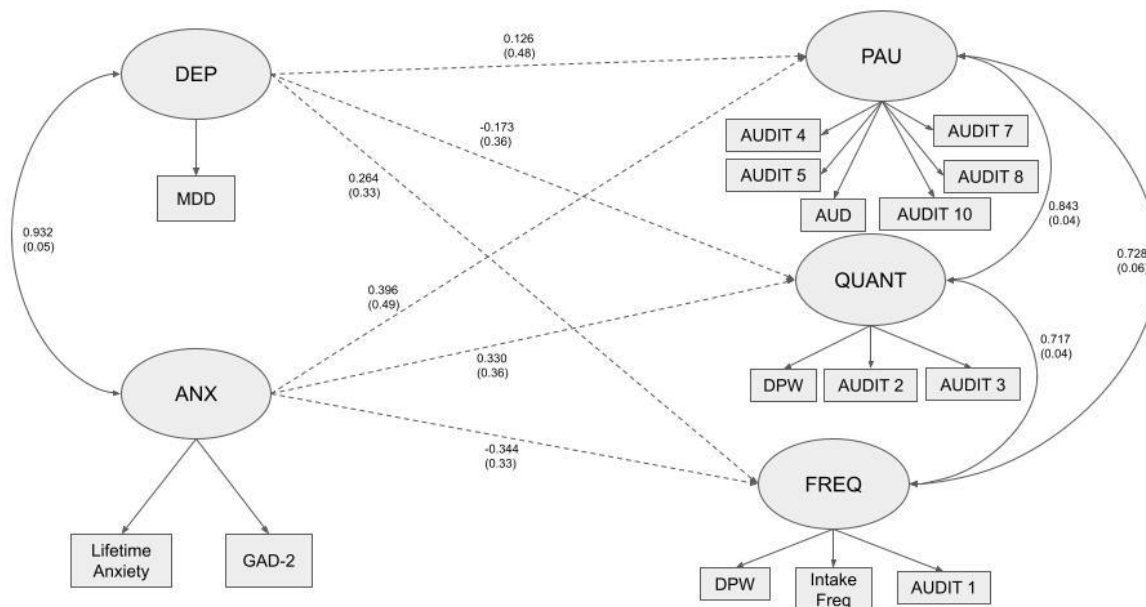 0.126
(0.48)
DEP
PAU
-0.173
(0.36)
AUDIT 4
AUDIT 7
0.264
(0.33)
AUDIT 5
AUDIT 8
MDD
AUD
AUDIT 10
0.843
(0.04)
0.932
(0.05)
0.728
(0.06)
QUANT
0.396
(0.49)
0.717
(0.04)
0.330
(0.36)
DPW
AUDIT 2
AUDIT 3
ANX
-0.344
(0.33)
FREQ
Lifetime
Anxiety
GAD-2
DPW
Intake
Freq
AUDIT 1